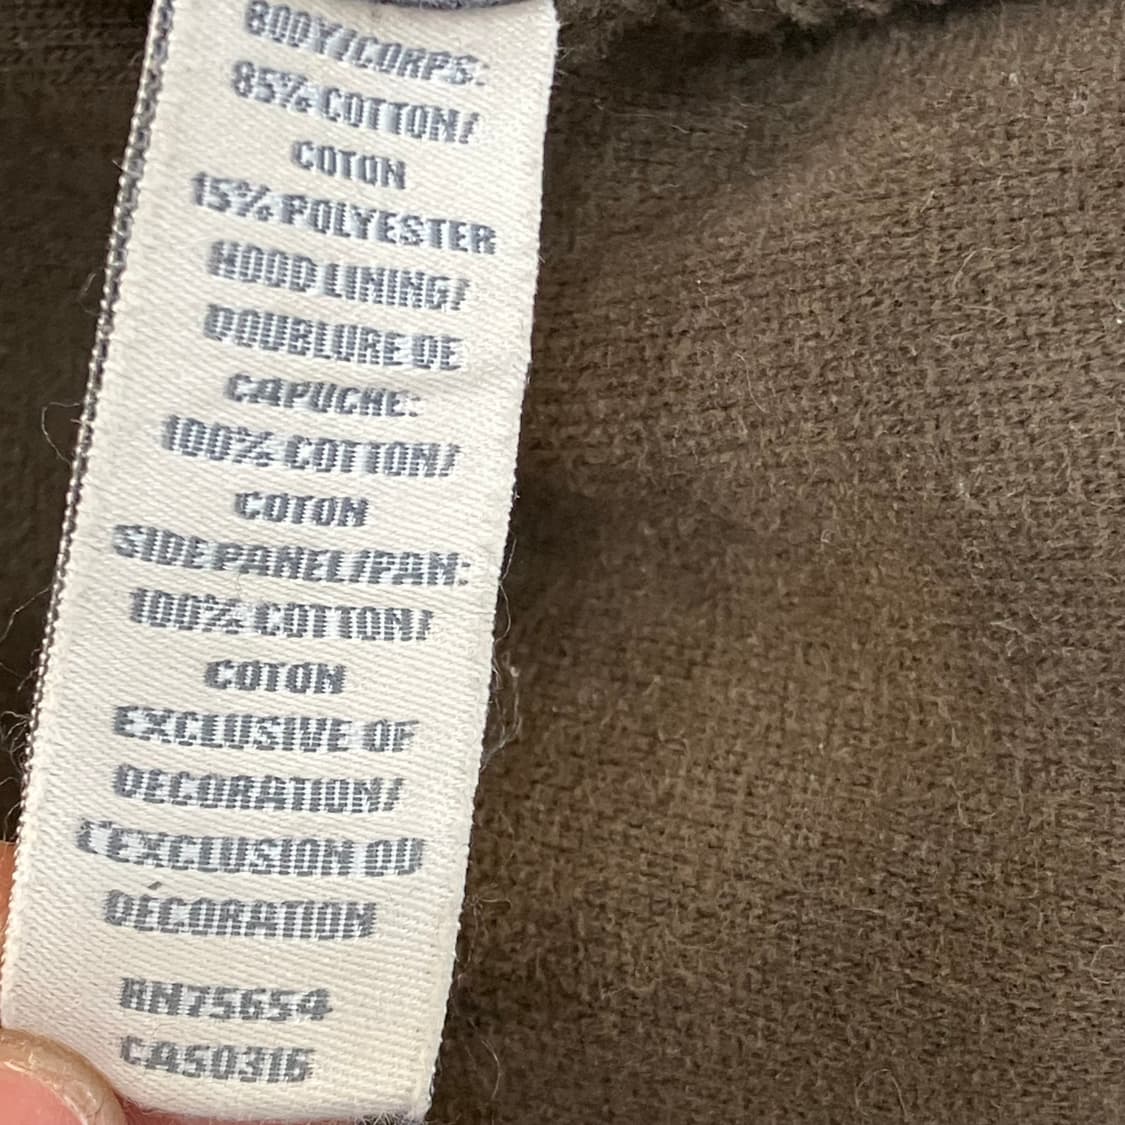 BODY/CORPS:
85% COTTON/
COTON
15% POLYESTER
HOOD LINING/
DOUBLURE DE
CAPUCHE:
100% COTTON/
COTON
SIDE PANEL/PAN:
100% COTTON/
COTON
EXCLUSIVE OF
DECORATION/
L'EXCLUSION DU
DÉCORATION
RN75654
CA50316